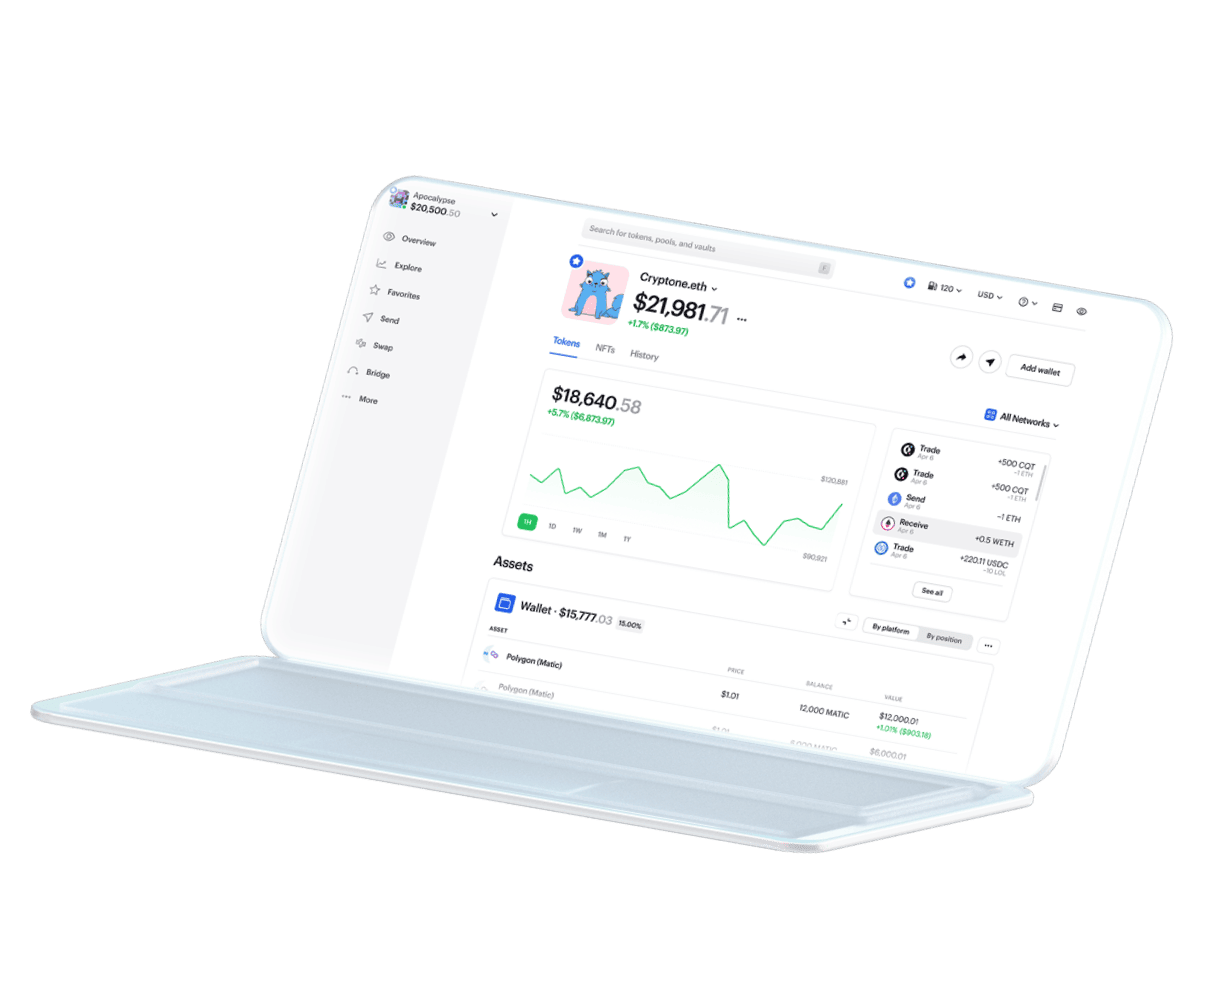 Apocalypse
$20,500.50
Overview
Explore
Favorites
Send
Swap
Bridge
More
Search for tokens, pools, and vaults
F
120
USD
Cryptone.eth
$21,981.71
+1.7% ($873.97)
Add wallet
Tokens
NFTs
History
All Networks
$18,640.58
+5.7% ($6,873.97)
$120,881
$90,921
1H
1D
1W
1M
1Y
Trade
Apr 6
+500 CQT
−1 ETH
Trade
Apr 6
+500 CQT
−1 ETH
Send
Apr 6
−1 ETH
Receive
Apr 6
+0.5 WETH
Trade
Apr 6
+220.11 USDC
−10 LOL
See all
Assets
Wallet · $15,777.03 15.00%
By platform
By position
ASSET
PRICE
BALANCE
VALUE
Polygon (Matic)
$1.01
12,000 MATIC
$12,000.01
+1.01% ($903.18)
Polygon (Matic)
$1.01
MATIC
$6,000.01